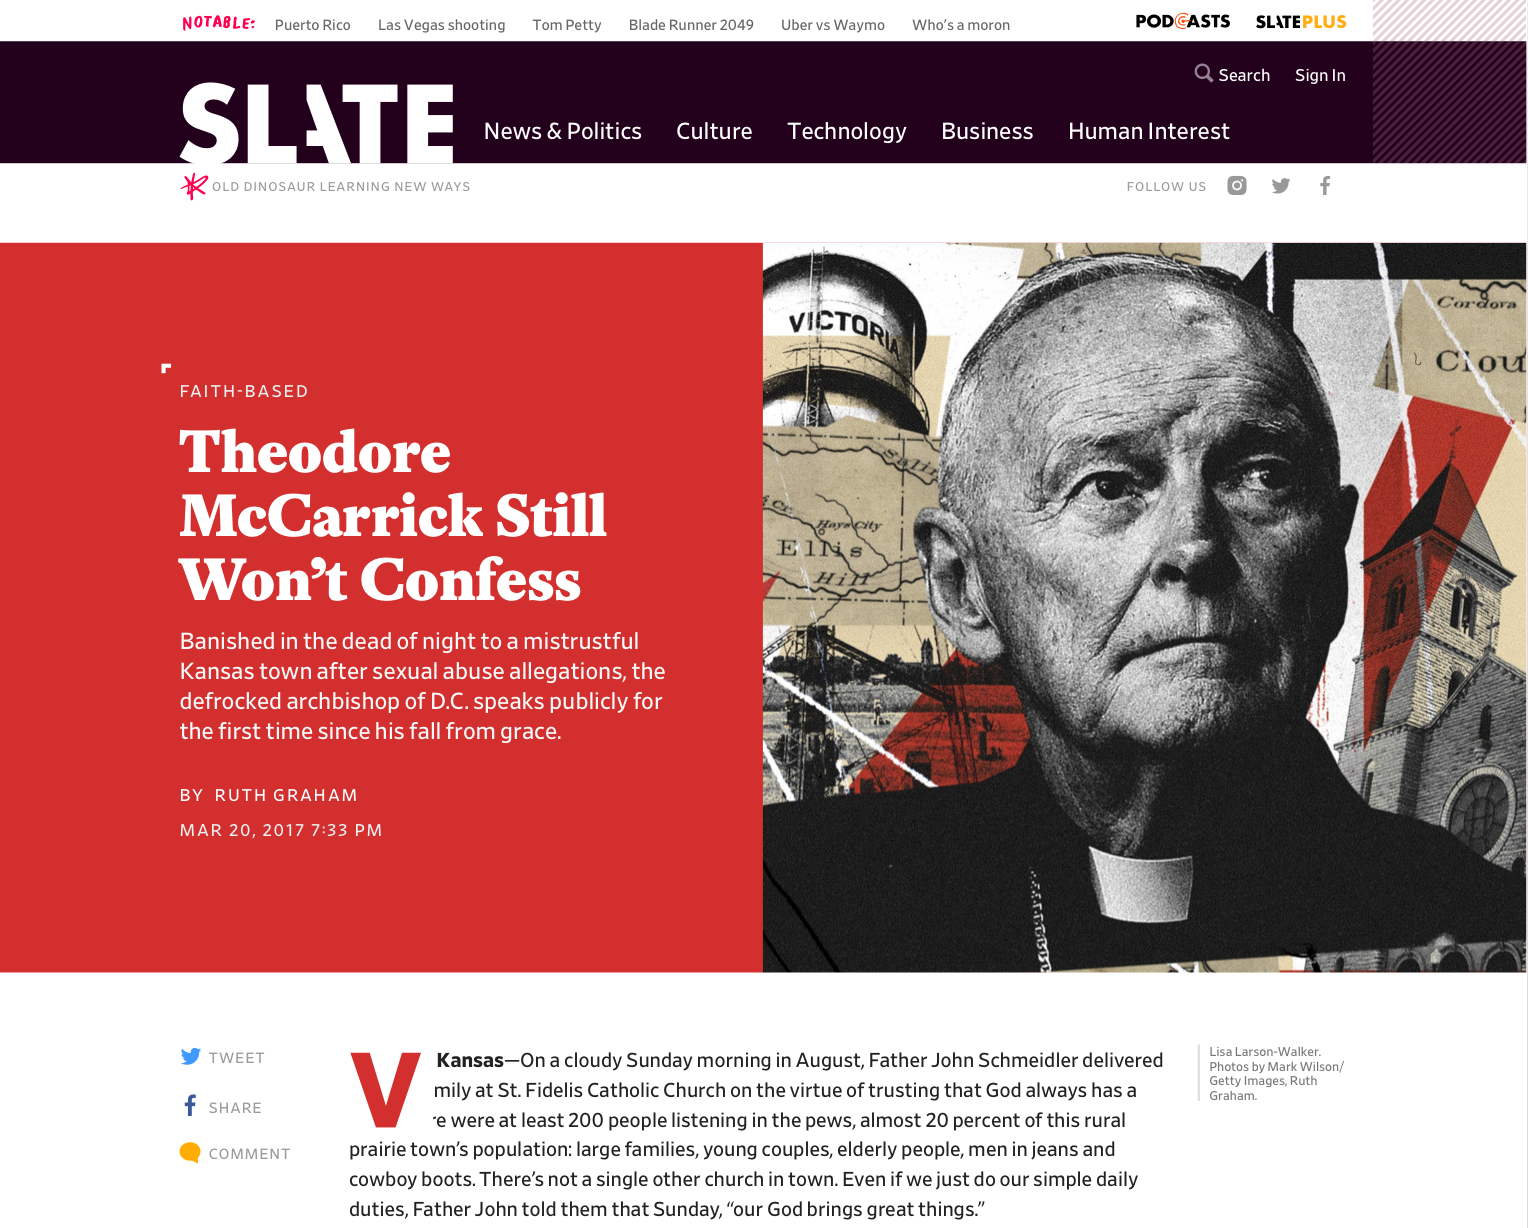 NOTABLE: Puerto Rico Las Vegas shooting Tom Petty Blade Runner 2049 Uber vs Waymo Who's a moron PODCASTS SLATEPLUS
Search Sign In
SLATE News & Politics Culture Technology Business Human Interest
OLD DINOSAUR LEARNING NEW WAYS FOLLOW US
FAITH-BASED
Theodore
McCarrick Still
Won't Confess
Banished in the dead of night to a mistrustful
Kansas town after sexual abuse allegations, the
defrocked archbishop of D.C. speaks publicly for
the first time since his fall from grace.
BY RUTH GRAHAM
MAR 20, 2017 7:33 PM
VICTORIA
Cordova
Clou
Hays City
Ellis
Hill
TWEET
SHARE
COMMENT
V Kansas—On a cloudy Sunday morning in August, Father John Schmeidler delivered
mily at St. Fidelis Catholic Church on the virtue of trusting that God always has a
re were at least 200 people listening in the pews, almost 20 percent of this rural
prairie town's population: large families, young couples, elderly people, men in jeans and
cowboy boots. There's not a single other church in town. Even if we just do our simple daily
duties, Father John told them that Sunday, "our God brings great things."
Lisa Larson-Walker.
Photos by Mark Wilson/
Getty Images, Ruth
Graham.